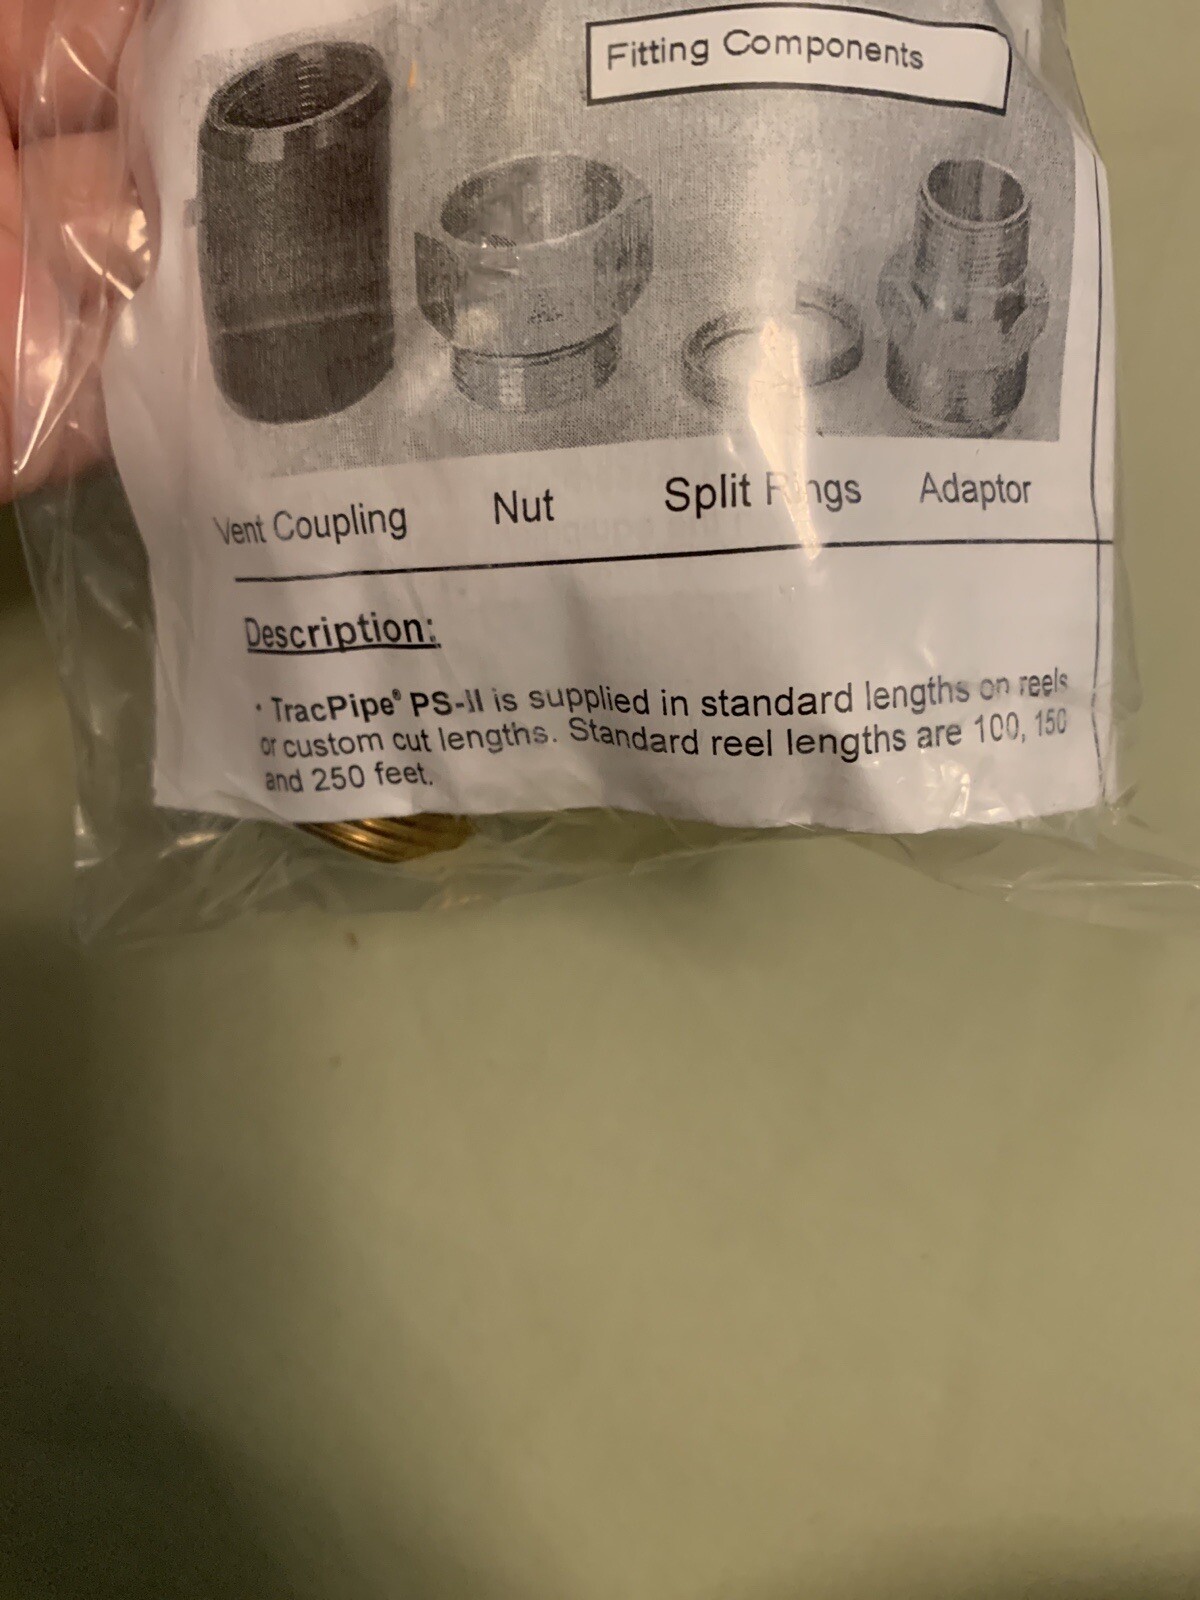 Fitting Components
Vent Coupling Nut Split Rings Adaptor
Description:
· TracPipe® PS-II is supplied in standard lengths on reels
or custom cut lengths. Standard reel lengths are 100, 150
and 250 feet.